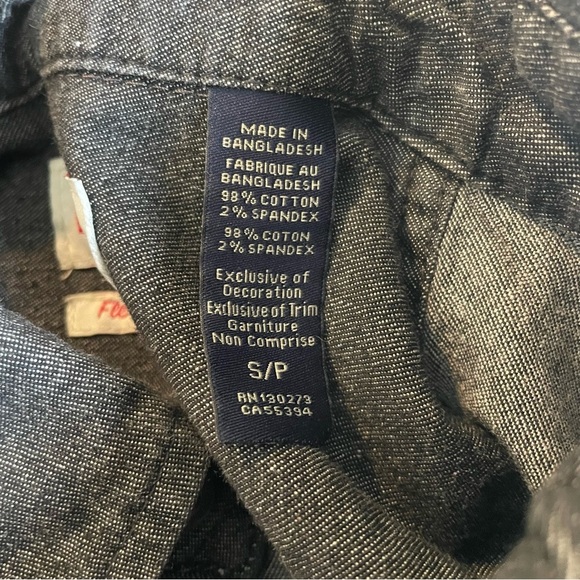 MADE IN
BANGLADESH
FABRIQUE AU
BANGLADESH
98% COTTON
2% SPANDEX
98% COTON
2% SPANDEX
Exclusive of
Decoration
Exclusive of Trim
Garniture
Non Comprise
S/P
RN130273
CA55394